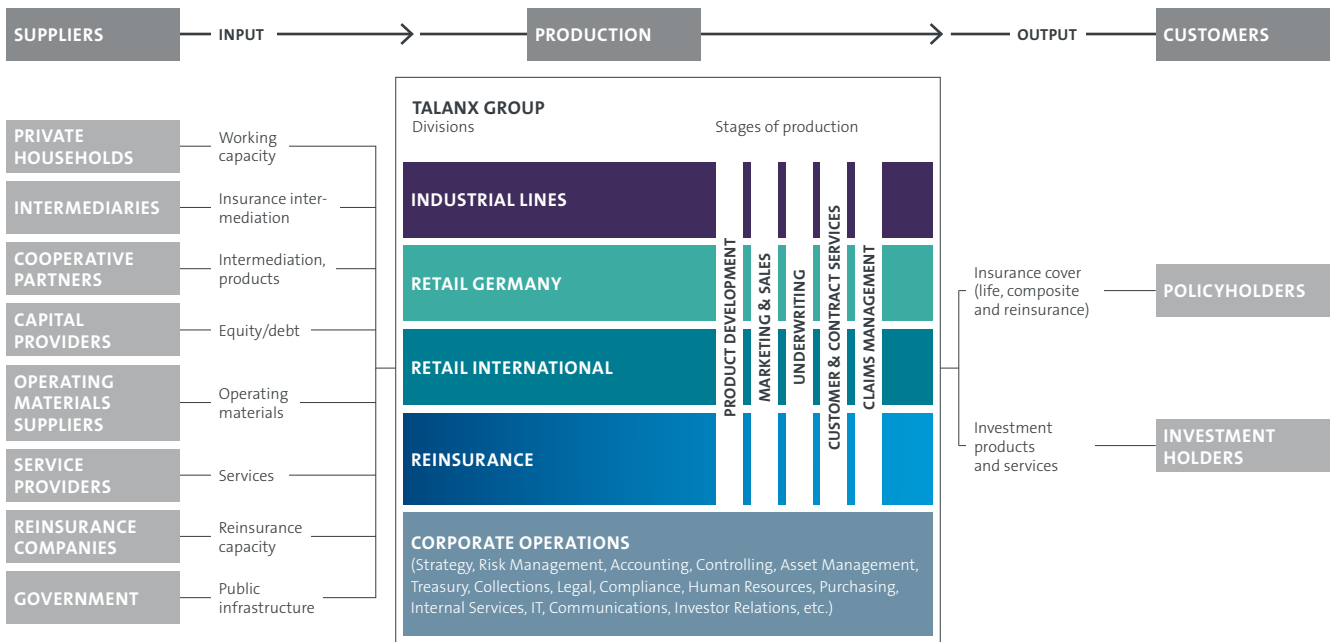 SUPPLIERS
INPUT
PRODUCTION
OUTPUT
CUSTOMERS
PRIVATE
HOUSEHOLDS
Working
capacity
INTERMEDIARIES
Insurance inter-
mediation
COOPERATIVE
PARTNERS
Intermediation,
products
CAPITAL
PROVIDERS
Equity/debt
OPERATING
MATERIALS
SUPPLIERS
Operating
materials
SERVICE
PROVIDERS
Services
REINSURANCE
COMPANIES
Reinsurance
capacity
GOVERNMENT
Public
infrastructure
TALANX GROUP
Divisions
Stages of production
INDUSTRIAL LINES
RETAIL GERMANY
RETAIL INTERNATIONAL
REINSURANCE
PRODUCT DEVELOPMENT
MARKETING & SALES
UNDERWRITING
CUSTOMER & CONTRACT SERVICES
CLAIMS MANAGEMENT
CORPORATE OPERATIONS
(Strategy, Risk Management, Accounting, Controlling, Asset Management,
Treasury, Collections, Legal, Compliance, Human Resources, Purchasing,
Internal Services, IT, Communications, Investor Relations, etc.)
Insurance cover
(life, composite
and reinsurance)
POLICYHOLDERS
Investment
products
and services
INVESTMENT
HOLDERS